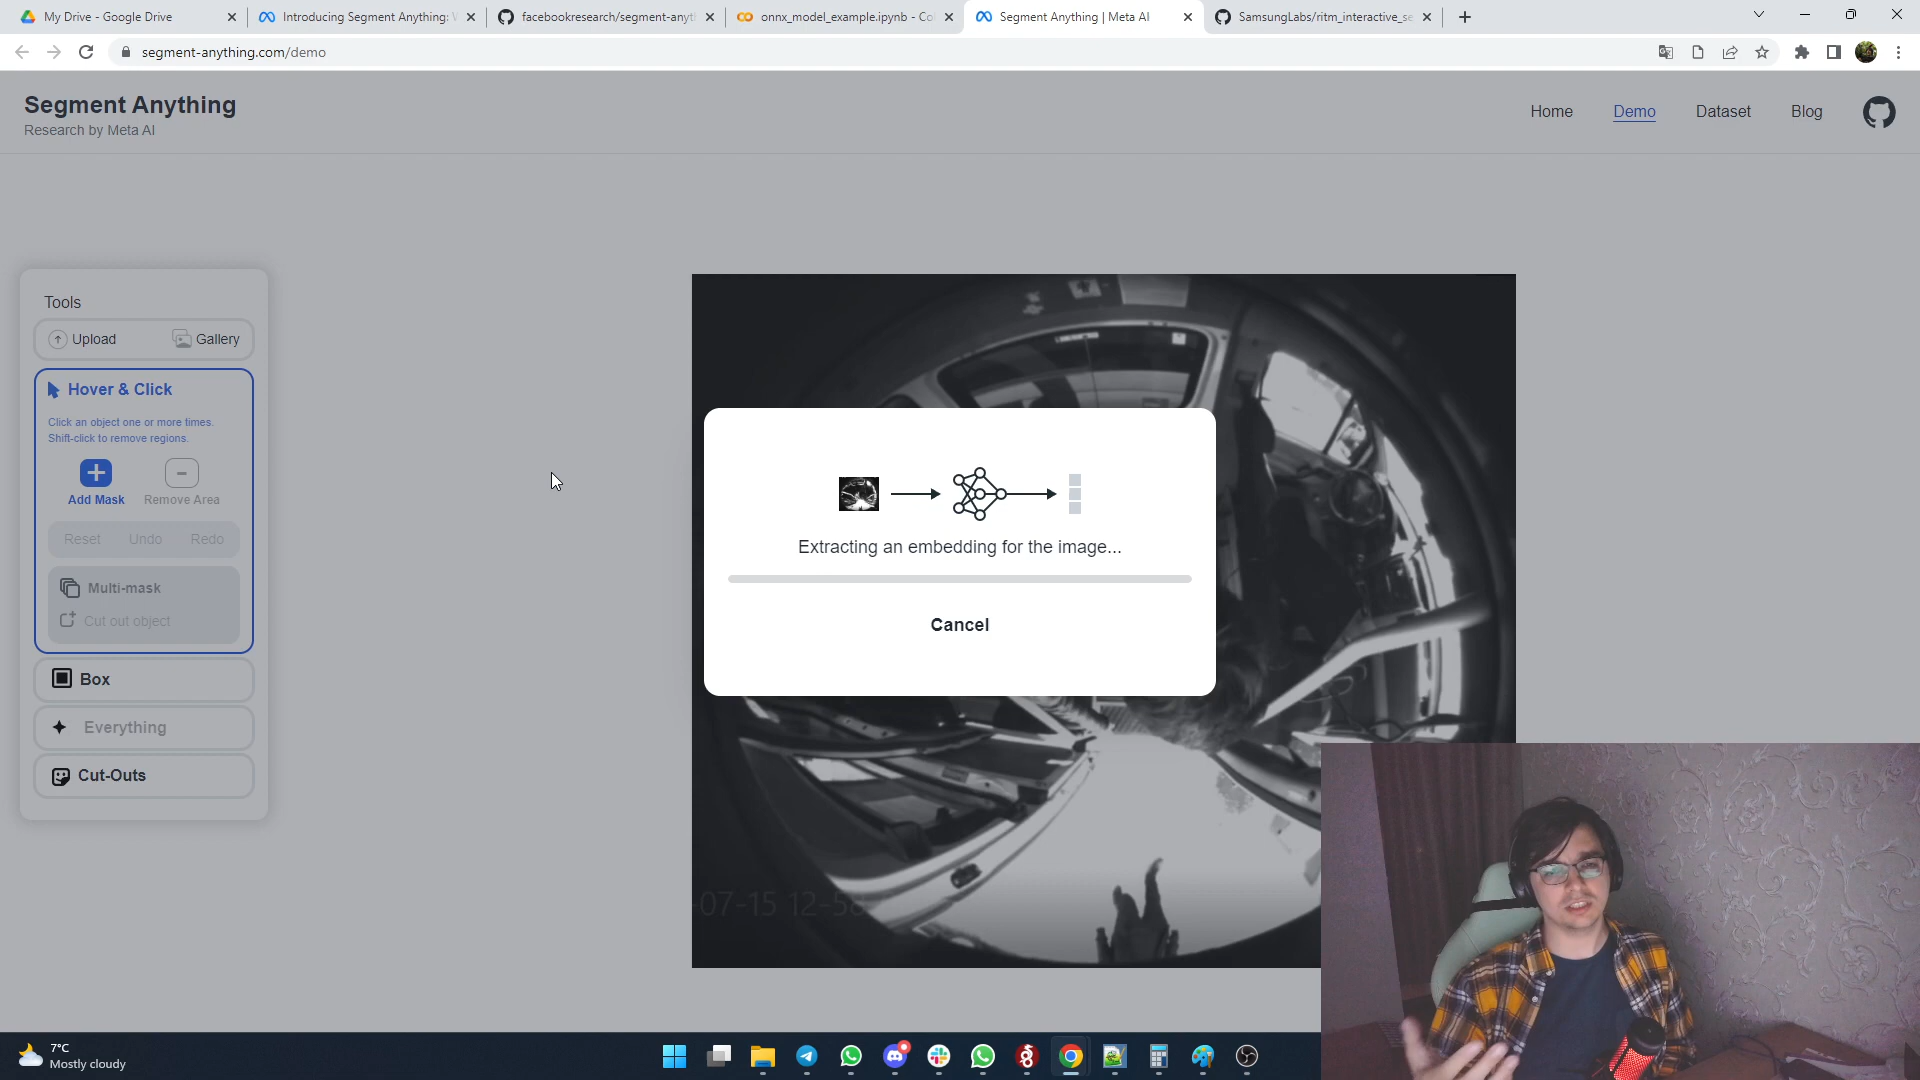 My Drive - Google Drive
Introducing Segment Anything: W
facebookresearch/segment-anyt
onnx_model_example.ipynb - Co
Segment Anything | Meta AI
SamsungLabs/ritm_interactive_se
segment-anything.com/demo
Segment Anything
Research by Meta AI
Home
Demo
Dataset
Blog
Tools
Upload
Gallery
Hover & Click
Click an object one or more times.
Shift-click to remove regions.
Add Mask
Remove Area
Reset
Undo
Redo
Multi-mask
Cut out object
Box
Everything
Cut-Outs
Extracting an embedding for the image...
Cancel
-07-15 12-58
7°C
Mostly cloudy